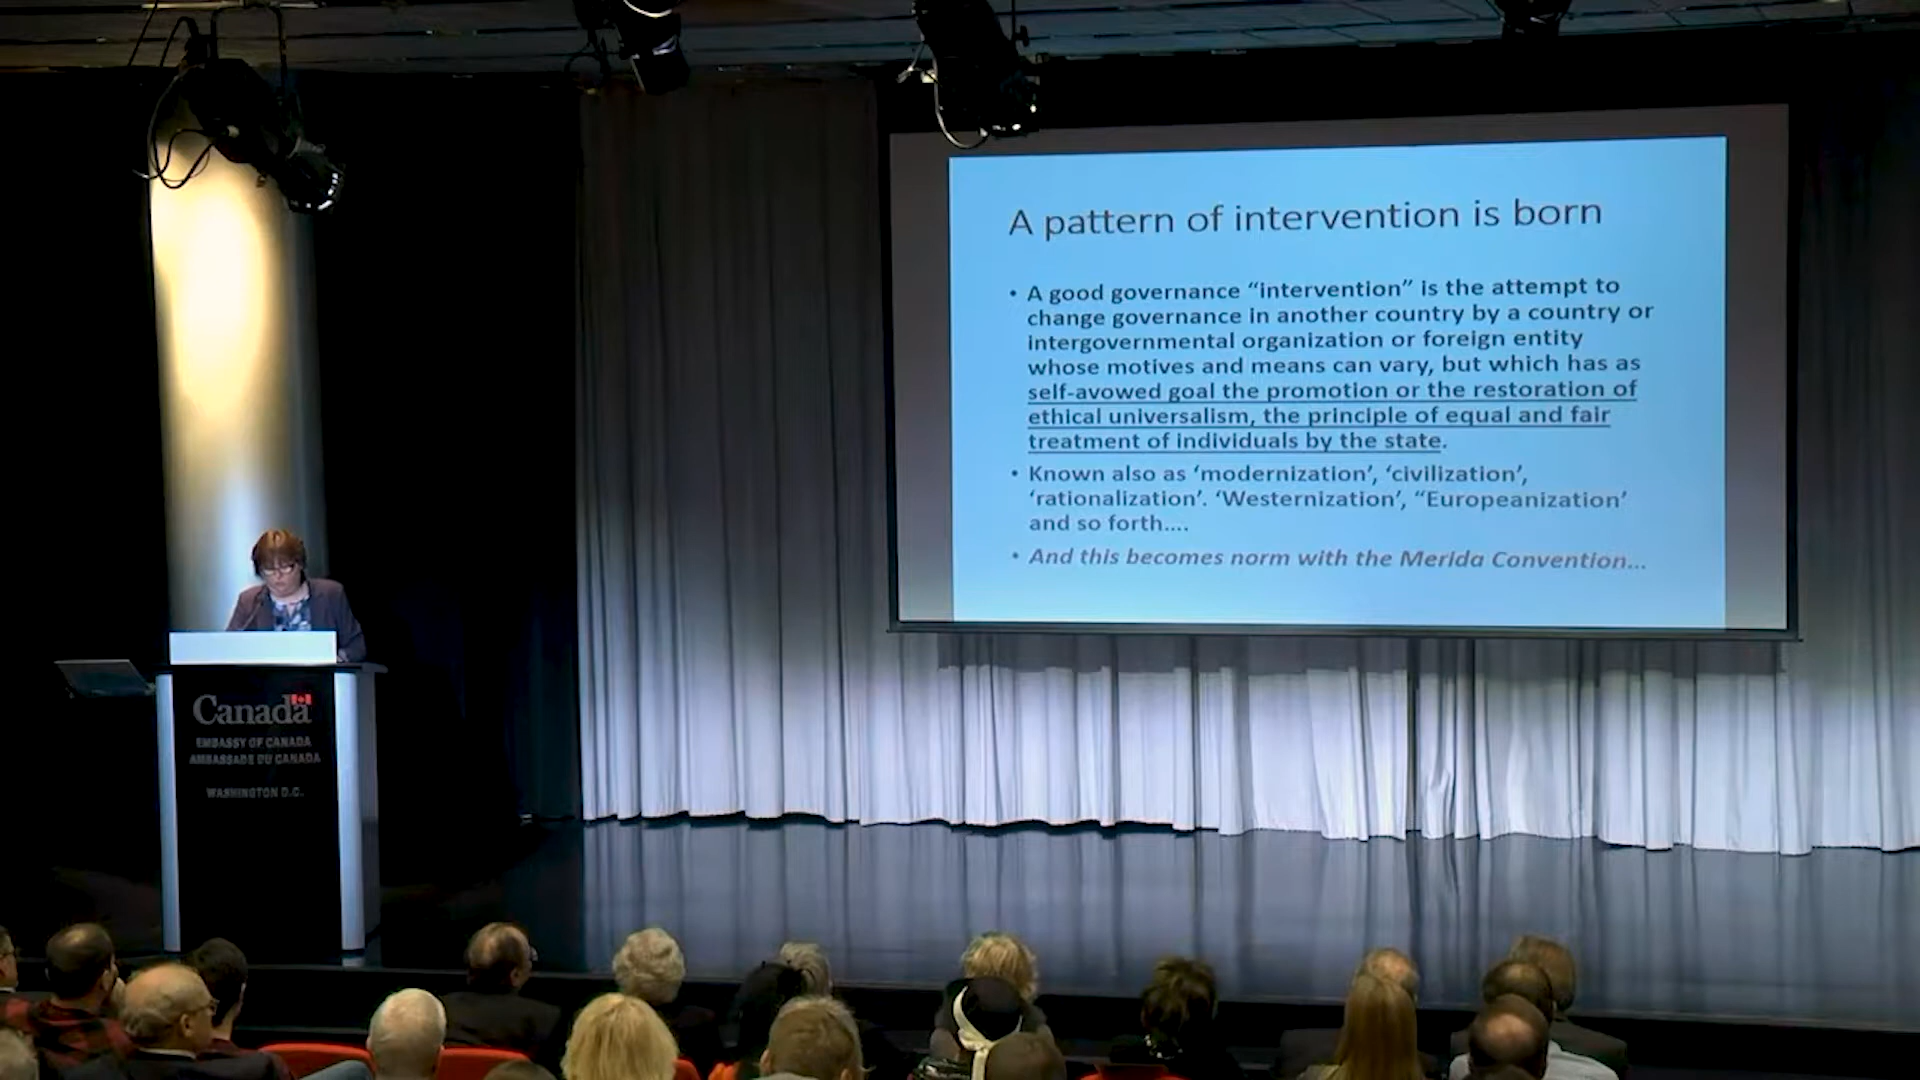 A pattern of intervention is born
• A good governance “intervention” is the attempt to
change governance in another country by a country or
intergovernmental organization or foreign entity
whose motives and means can vary, but which has as
self-avowed goal the promotion or the restoration of
ethical universalism, the principle of equal and fair
treatment of individuals by the state.
• Known also as ‘modernization’, ‘civilization’,
‘rationalization’. ‘Westernization’, “Europeanization’
and so forth....
• And this becomes norm with the Merida Convention...
Canada
EMBASSY OF CANADA
AMBASSADE DU CANADA
WASHINGTON D.C.